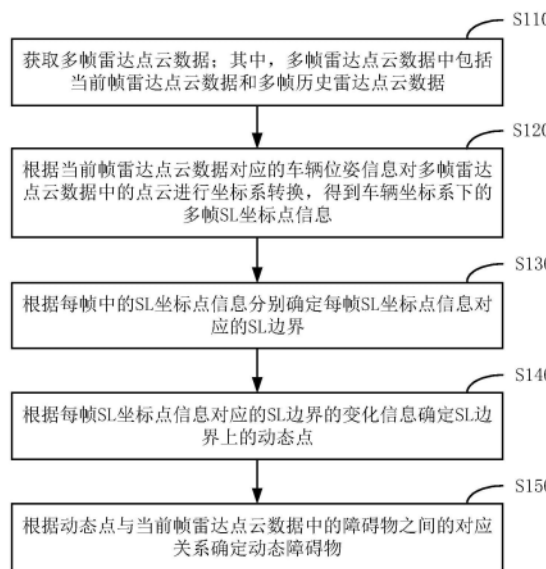 S110
获取多帧雷达点云数据；其中，多帧雷达点云数据中包括
当前帧雷达点云数据和多帧历史雷达点云数据
S120
根据当前帧雷达点云数据对应的车辆位姿信息对多帧雷达
点云数据中的点云进行坐标系转换，得到车辆坐标系下的
多帧SL坐标点信息
S130
根据每帧中的SL坐标点信息分别确定每帧SL坐标点信息对
应的SL边界
S140
根据每帧SL坐标点信息对应的SL边界的变化信息确定SL边
界上的动态点
S150
根据动态点与当前帧雷达点云数据中的障碍物之间的对应
关系确定动态障碍物